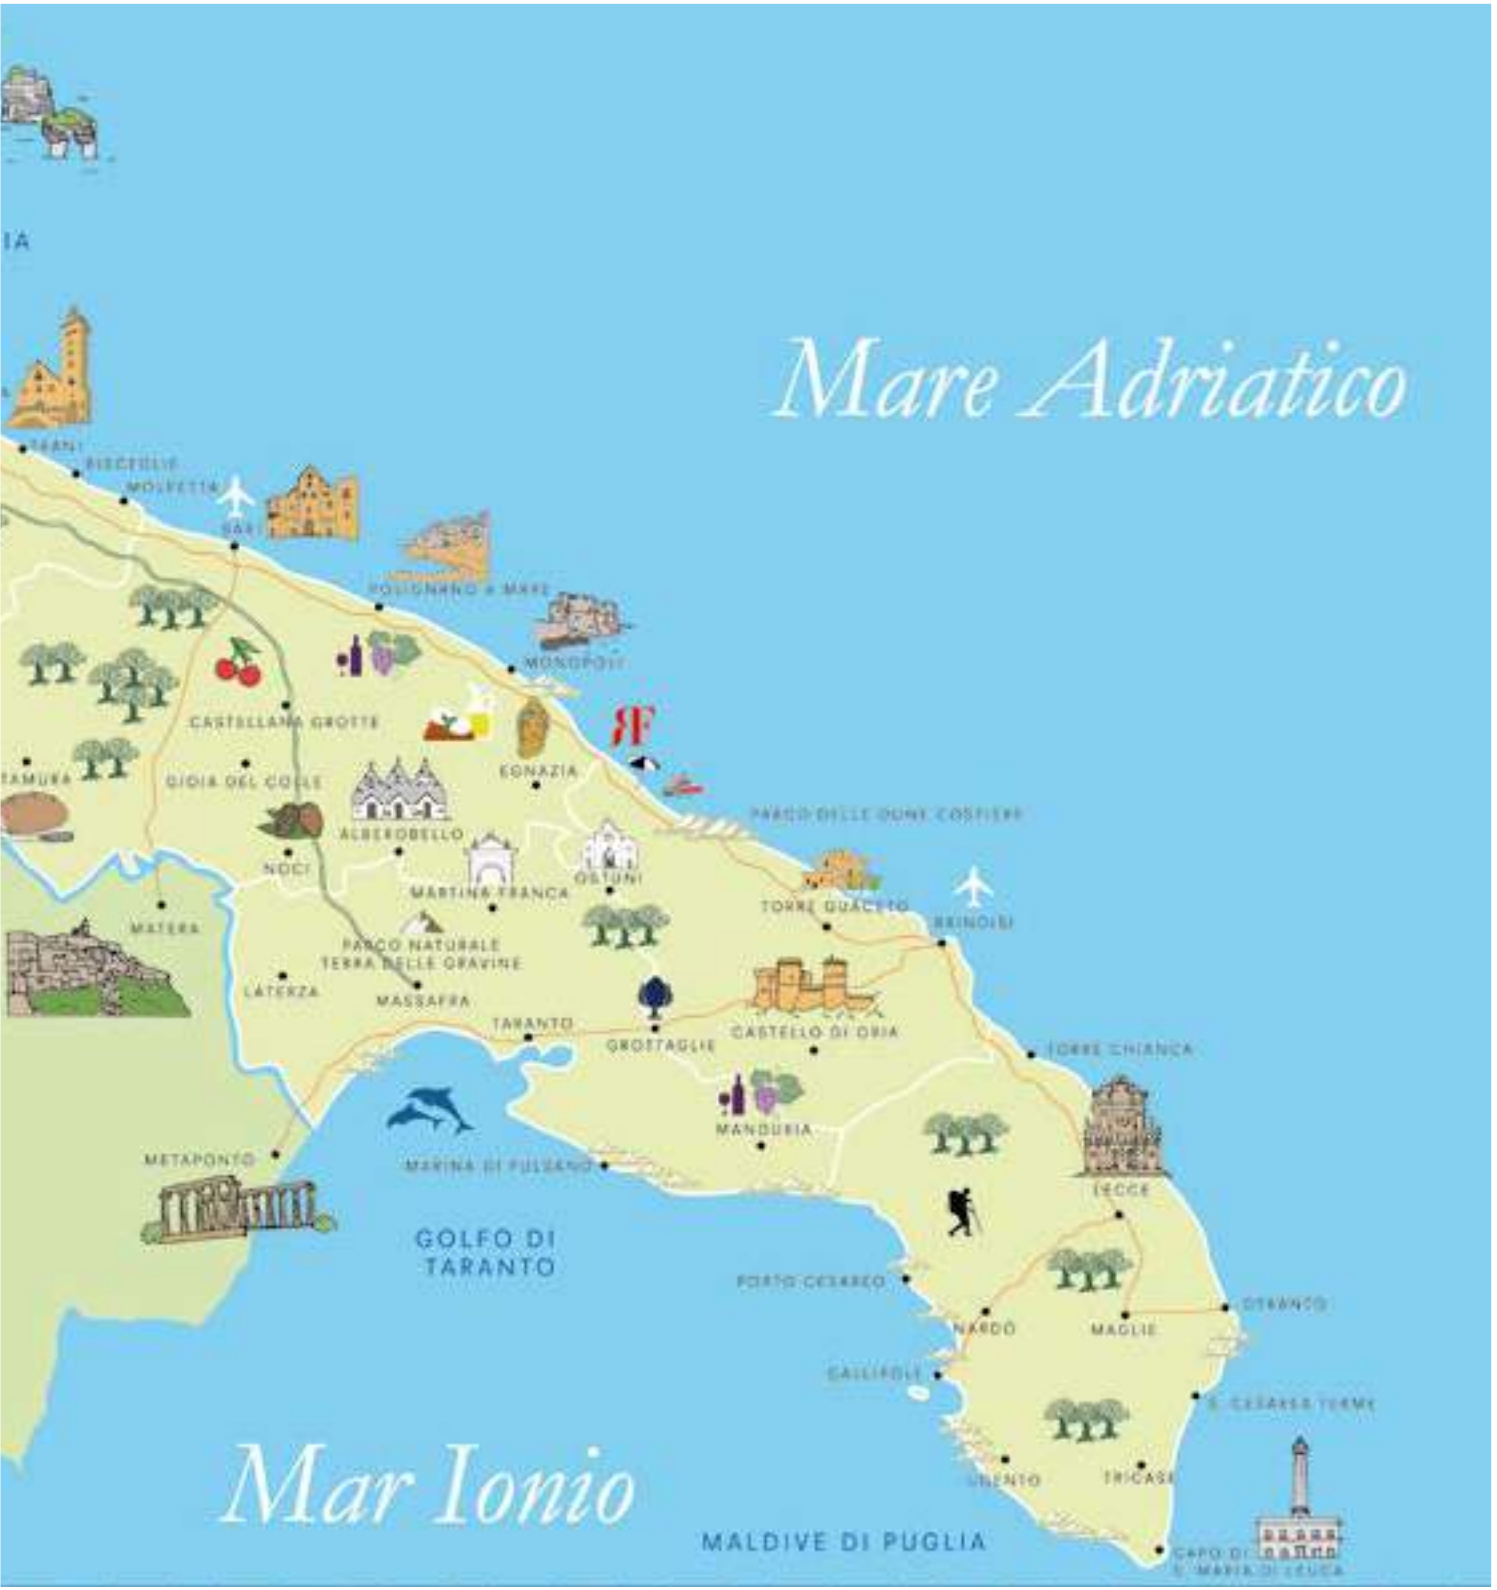 IA
Mare Adriatico
TRANI
BISCEGLIE
MOLFETTA
BARI
POLIGNANO A MARE
MONOPOLI
CASTELLANA GROTTE
RF
EGNAZIA
TAMURA
GIOIA DEL COLLE
PARCO DELLE DUNE COSTIERE
ALBEROBELLO
NOCI
OSTUNI
MARTINA FRANCA
TORRE GUACETO
BRINDISI
MATERA
PARCO NATURALE
TERRA DELLE GRAVINE
LATERZA
MASSAFRA
TARANTO
CASTELLO DI ORIA
GROTTAGLIE
TORRE CHIANCA
MANDURIA
METAPONTO
MARINA DI PULSANO
LECCE
GOLFO DI
TARANTO
PORTO CESAREO
OTRANTO
NARDÒ
MAGLIE
GALLIPOLI
S. CESAREA TERME
UGENTO
TRICASE
Mar Ionio
MALDIVE DI PUGLIA
CAPO DI
S. MARIA DI LEUCA